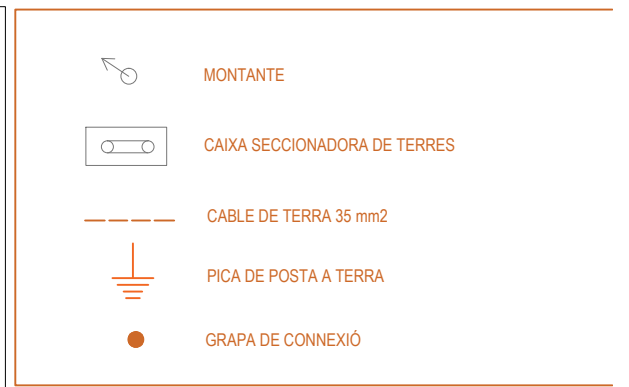 MONTANTE
CAIXA SECCIONADORA DE TERRES
CABLE DE TERRA 35 mm2
PICA DE POSTA A TERRA
GRAPA DE CONNEXIÓ